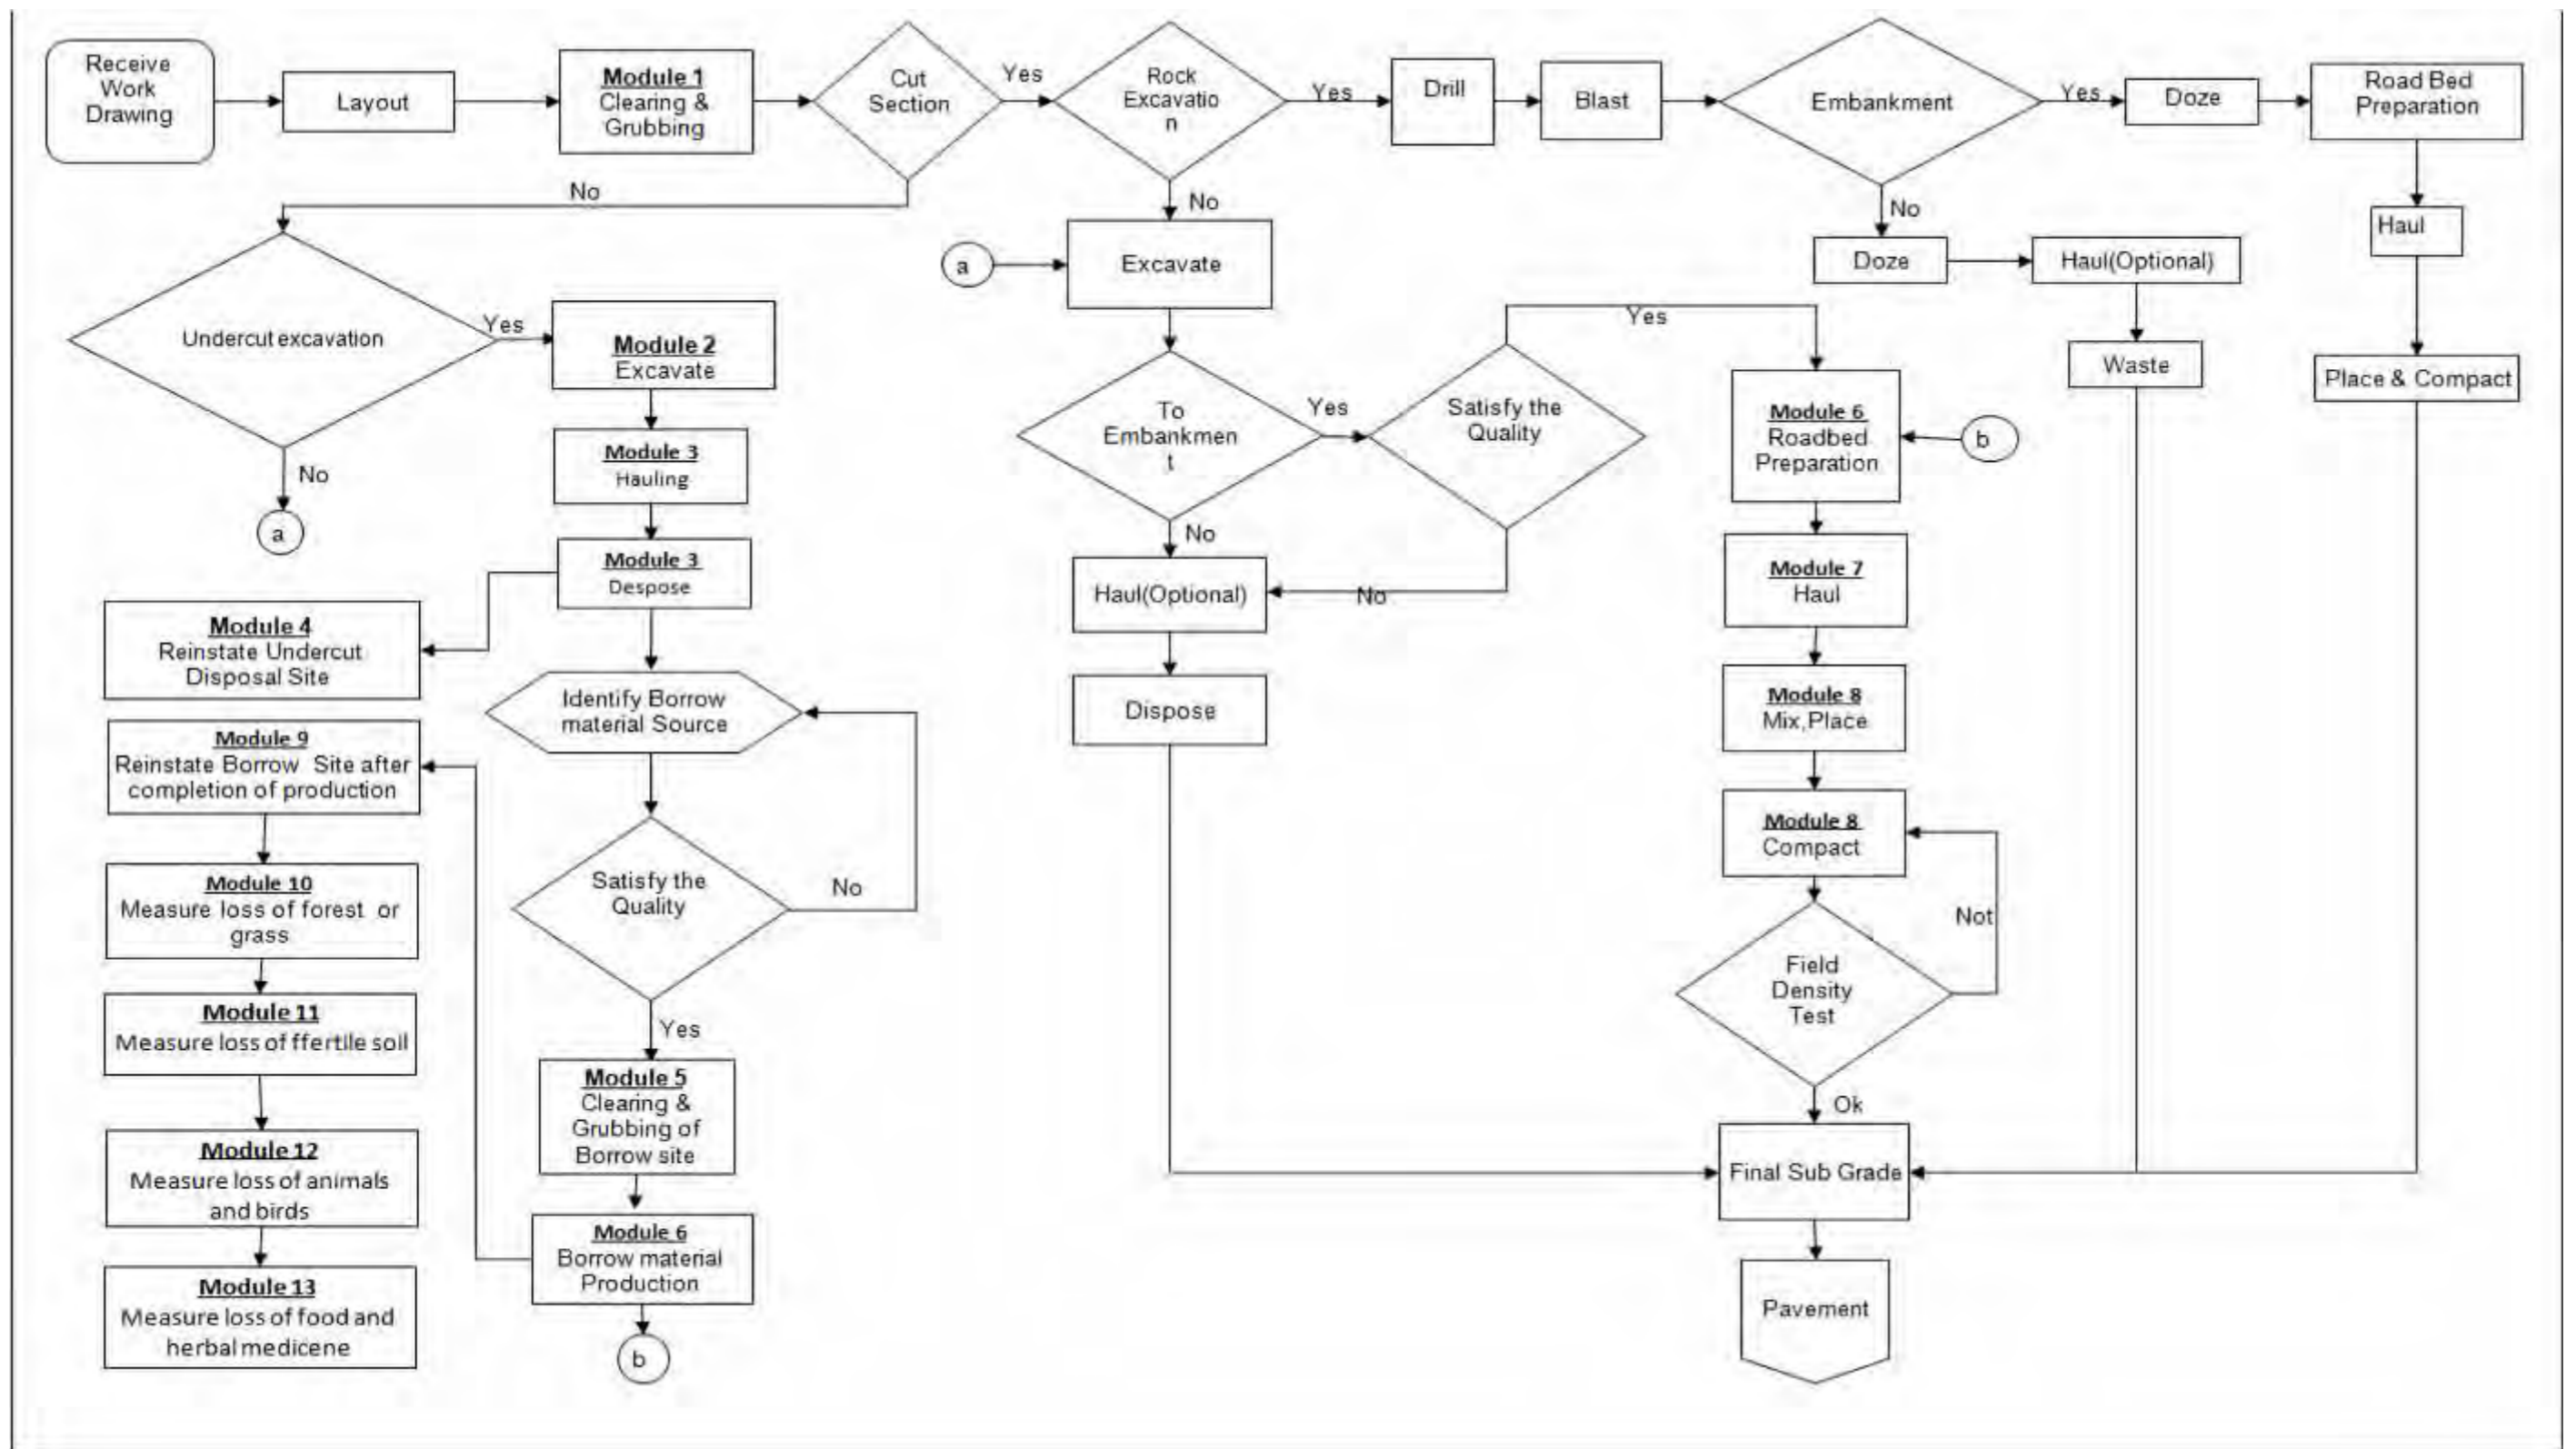 Receive
Work
Drawing
Layout
Module 1
Clearing &
Grubbing
Cut
Section
Yes
Rock
Excavatio
n
Yes
Drill
Blast
Embankment
Yes
Doze
Road Bed
Preparation
No
No
No
Haul
a
Excavate
Doze
Haul(Optional)
Undercut excavation
Yes
Module 2
Excavate
Yes
Waste
Place & Compact
To
Embankmen
t
Yes
Satisfy the
Quality
Module 6
Roadbed
Preparation
b
No
a
Module 3
Hauling
No
Module 3
Despose
Haul(Optional)
No
Module 7
Haul
Module 4
Reinstate Undercut
Disposal Site
Identify Borrow
material Source
Dispose
Module 8
Mix,Place
Module 9
Reinstate Borrow Site after
completion of production
Module 8
Compact
Module 10
Measure loss of forest or
grass
Satisfy the
Quality
No
Not
Field
Density
Test
Module 11
Measure loss of ffertile soil
Yes
Module 5
Clearing &
Grubbing of
Borrow site
Ok
Module 12
Measure loss of animals
and birds
Final Sub Grade
Module 6
Borrow material
Production
Module 13
Measure loss of food and
herbal medicene
Pavement
b